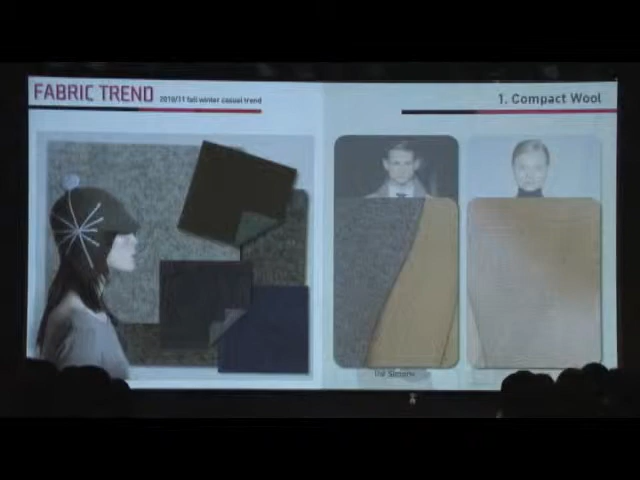 FABRIC TREND 2010/11 fall winter casual trend
1. Compact Wool